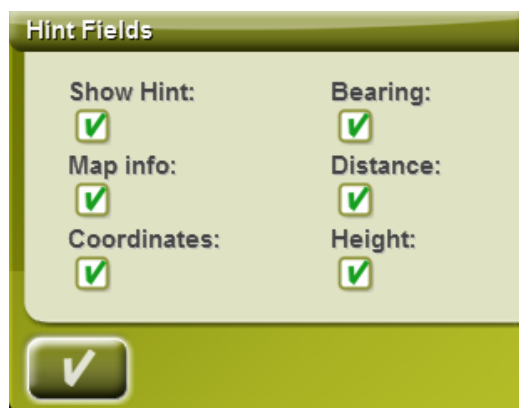 Hint Fields
Show Hint:
Bearing:
Map info:
Distance:
Coordinates:
Height: